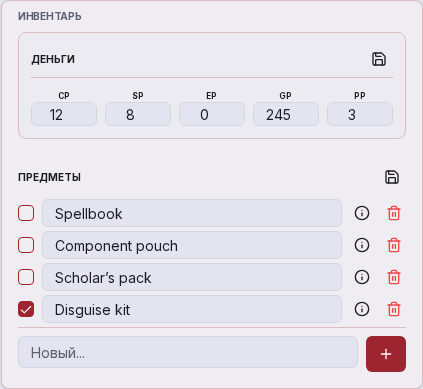 ИНВЕНТАРЬ
ДЕНЬГИ
CP SP EP GP PP
12 8 0 245 3
ПРЕДМЕТЫ
Spellbook
Component pouch
Scholar’s pack
Disguise kit
Новый...